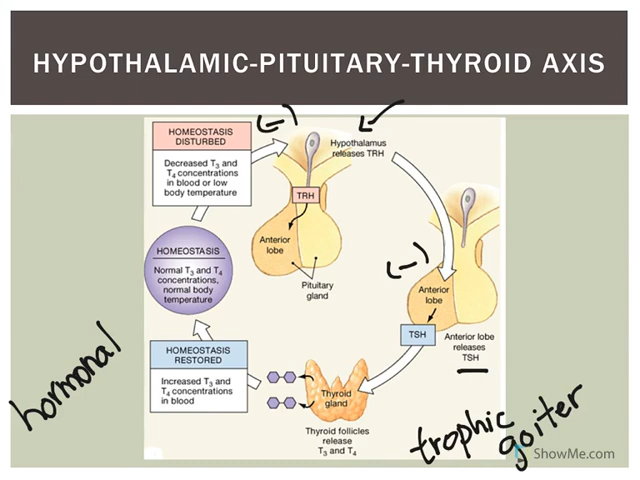 HYPOTHALAMIC-PITUITARY-THYROID AXIS
(-)
HOMEOSTASIS
DISTURBED
Decreased T3 and
T4 concentrations
in blood or low
body temperature
Hypothalamus
releases TRH
TRH
Anterior
lobe
Pituitary
gland
HOMEOSTASIS
Normal T3 and T4
concentrations,
normal body
temperature
(-)
Anterior
lobe
TSH
Anterior lobe
releases
TSH
HOMEOSTASIS
RESTORED
Increased T3 and
T4 concentrations
in blood
Thyroid
gland
Thyroid follicles
release
T3 and T4
hormonal
trophic
goiter
ShowMe.com